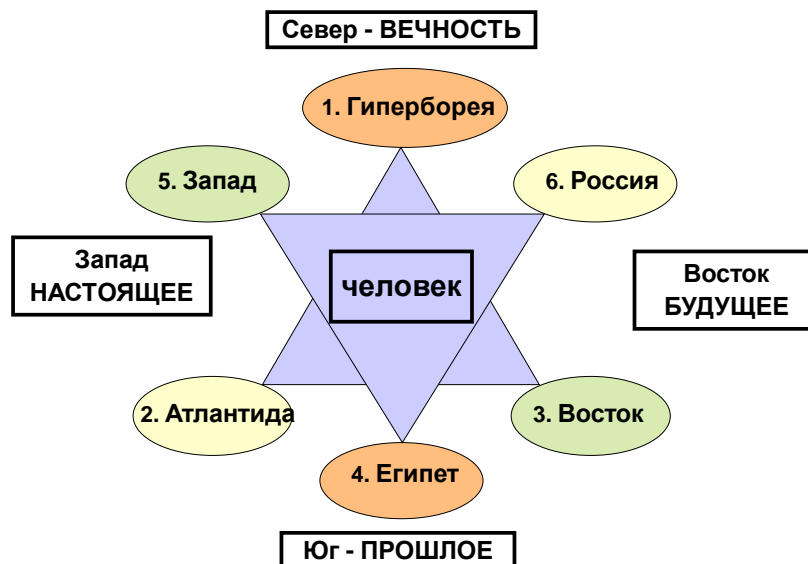 Север - ВЕЧНОСТЬ
1. Гиперборея
5. Запад
6. Россия
Запад
НАСТОЯЩЕЕ
человек
Восток
БУДУЩЕЕ
2. Атлантида
3. Восток
4. Египет
Юг - ПРОШЛОЕ